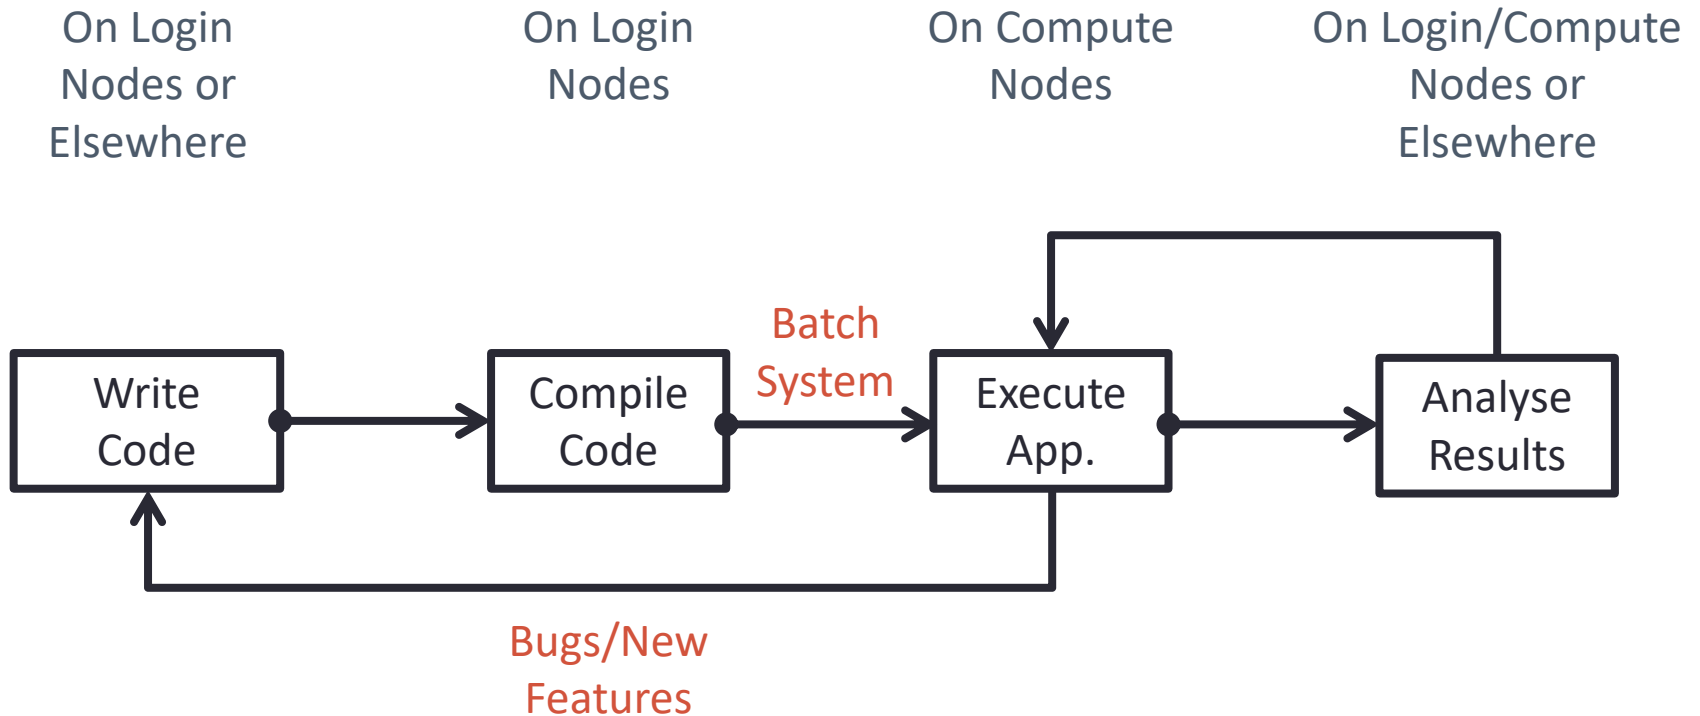 On Login
Nodes or
Elsewhere
On Login
Nodes
On Compute
Nodes
On Login/Compute
Nodes or
Elsewhere
Write
Code
Compile
Code
Batch
System
Execute
App.
Analyse
Results
Bugs/New
Features